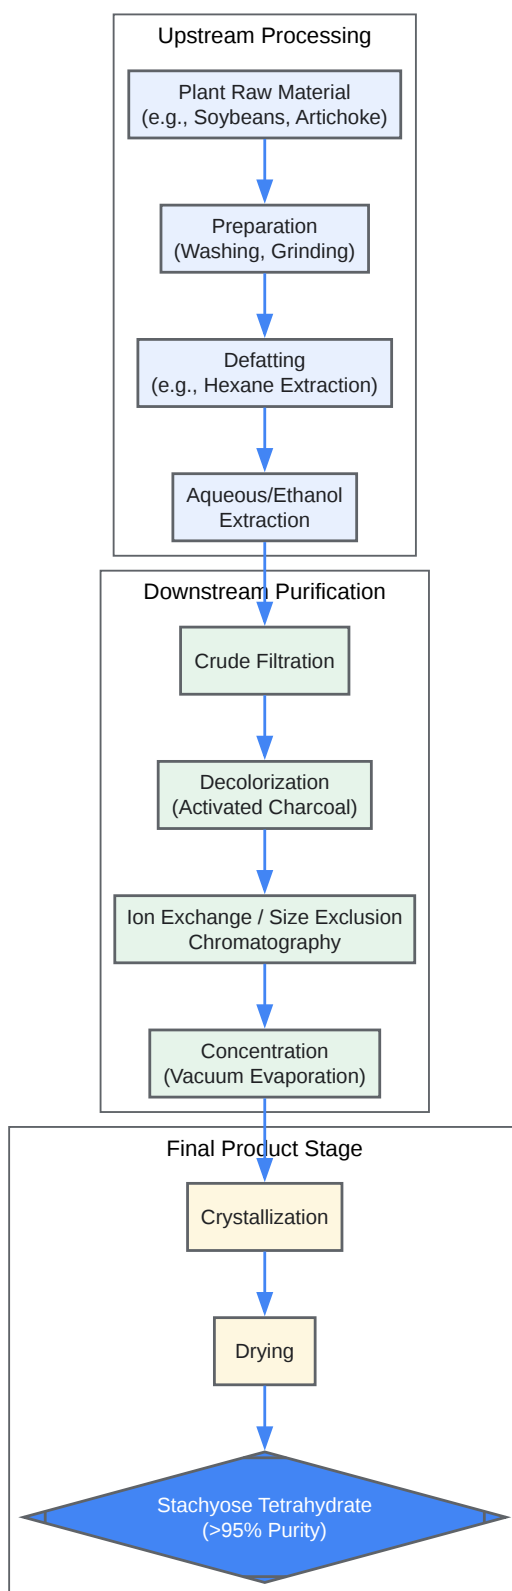 Upstream Processing
Plant Raw Material
(e.g., Soybeans, Artichoke)
Preparation
(Washing, Grinding)
Defatting
(e.g., Hexane Extraction)
Aqueous/Ethanol
Extraction
Downstream Purification
Crude Filtration
Decolorization
(Activated Charcoal)
Ion Exchange / Size Exclusion
Chromatography
Concentration
(Vacuum Evaporation)
Final Product Stage
Crystallization
Drying
Stachyose Tetrahydrate
(>95% Purity)